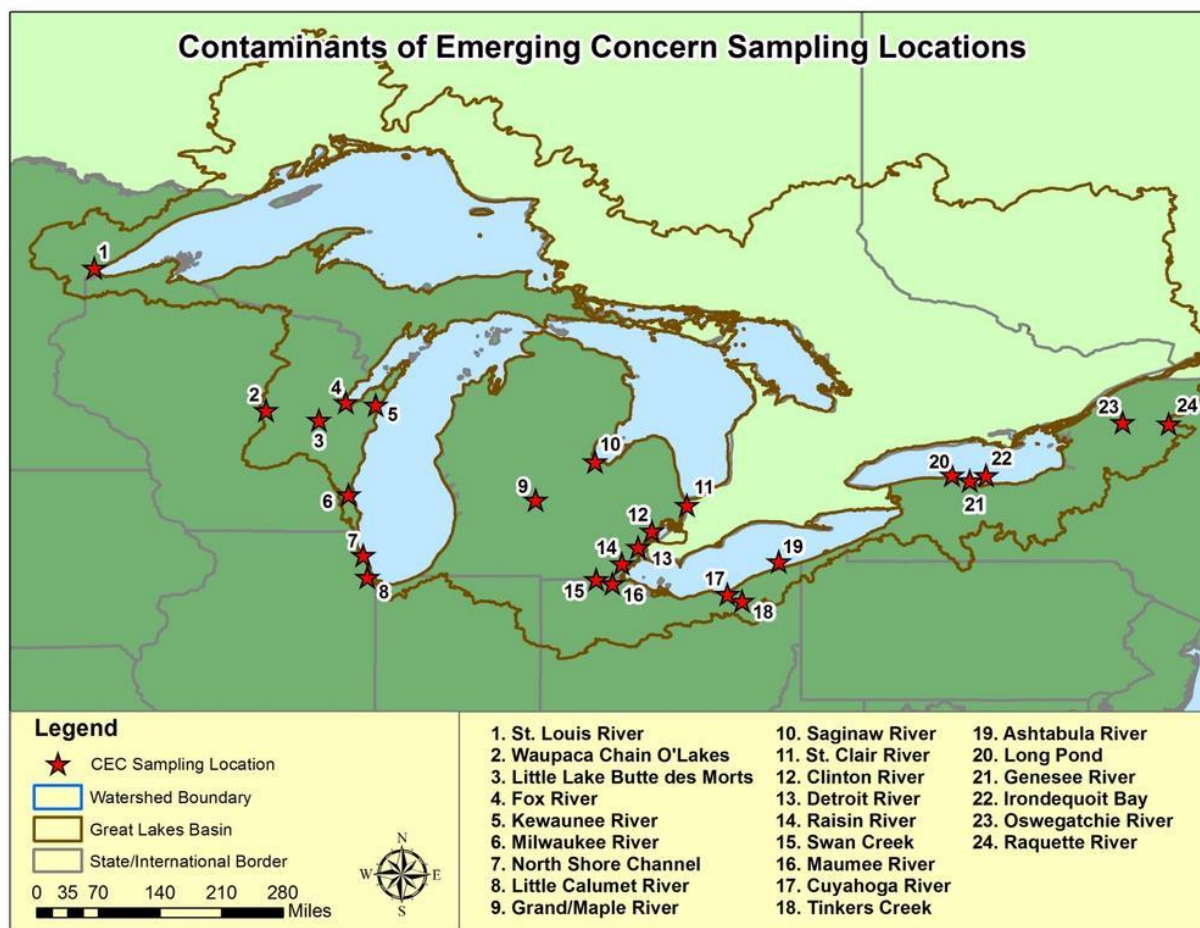 Contaminants of Emerging Concern Sampling Locations
1
2
3
4
5
6
7
8
9
10
11
12
13
14
15
16
17
18
19
20
21
22
23
24
Legend
CEC Sampling Location
Watershed Boundary
Great Lakes Basin
State/International Border
0 35 70 140 210 280
Miles
N
W E
S
1. St. Louis River
2. Waupaca Chain O'Lakes
3. Little Lake Butte des Morts
4. Fox River
5. Kewaunee River
6. Milwaukee River
7. North Shore Channel
8. Little Calumet River
9. Grand/Maple River
10. Saginaw River
11. St. Clair River
12. Clinton River
13. Detroit River
14. Raisin River
15. Swan Creek
16. Maumee River
17. Cuyahoga River
18. Tinkers Creek
19. Ashtabula River
20. Long Pond
21. Genesee River
22. Irondequoit Bay
23. Oswegatchie River
24. Raquette River